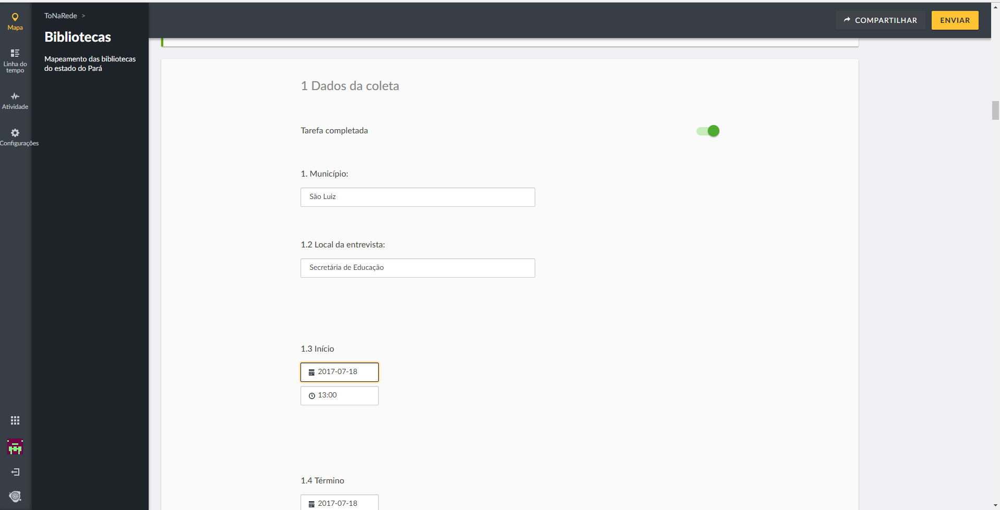 Mapa
Linha do
tempo
Atividade
Configurações
ToNaRede >
Bibliotecas
Mapeamento das bibliotecas
do estado do Pará
COMPARTILHAR
ENVIAR
1 Dados da coleta
Tarefa completada
1. Município:
São Luiz
1.2 Local da entrevista:
Secretária de Educação
1.3 Início
2017-07-18
13:00
1.4 Término
2017-07-18